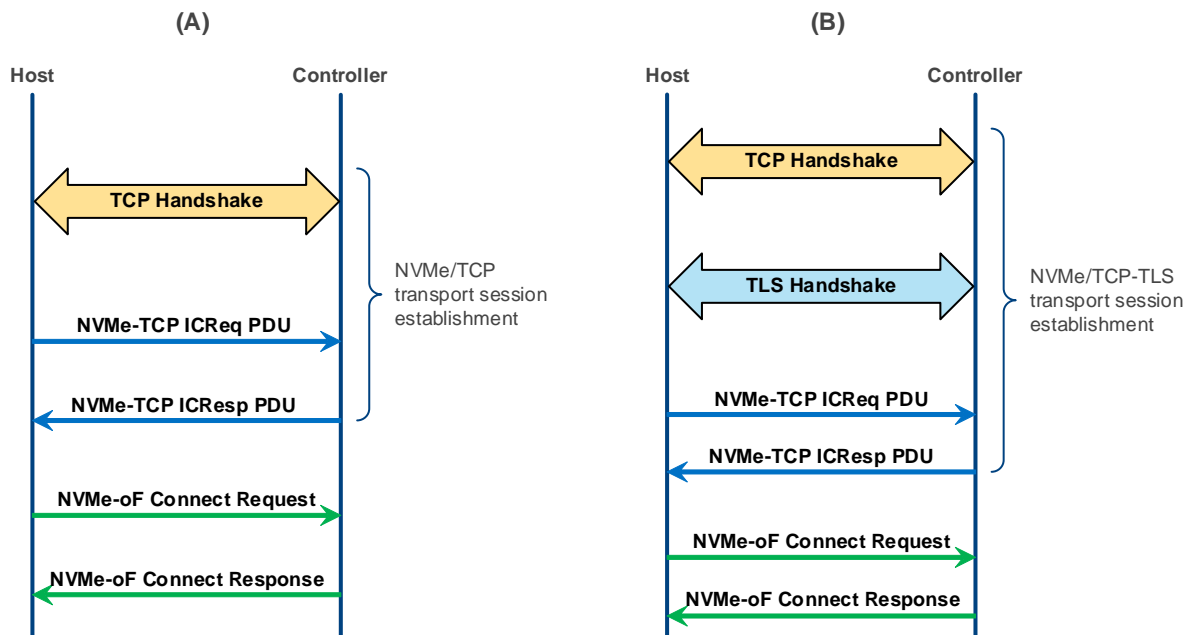 (A)
Host
Controller
TCP Handshake
NVMe/TCP
transport session
establishment
NVMe-TCP ICReq PDU
NVMe-TCP ICResp PDU
NVMe-oF Connect Request
NVMe-oF Connect Response
(B)
Host
Controller
TCP Handshake
TLS Handshake
NVMe/TCP-TLS
transport session
establishment
NVMe-TCP ICReq PDU
NVMe-TCP ICResp PDU
NVMe-oF Connect Request
NVMe-oF Connect Response